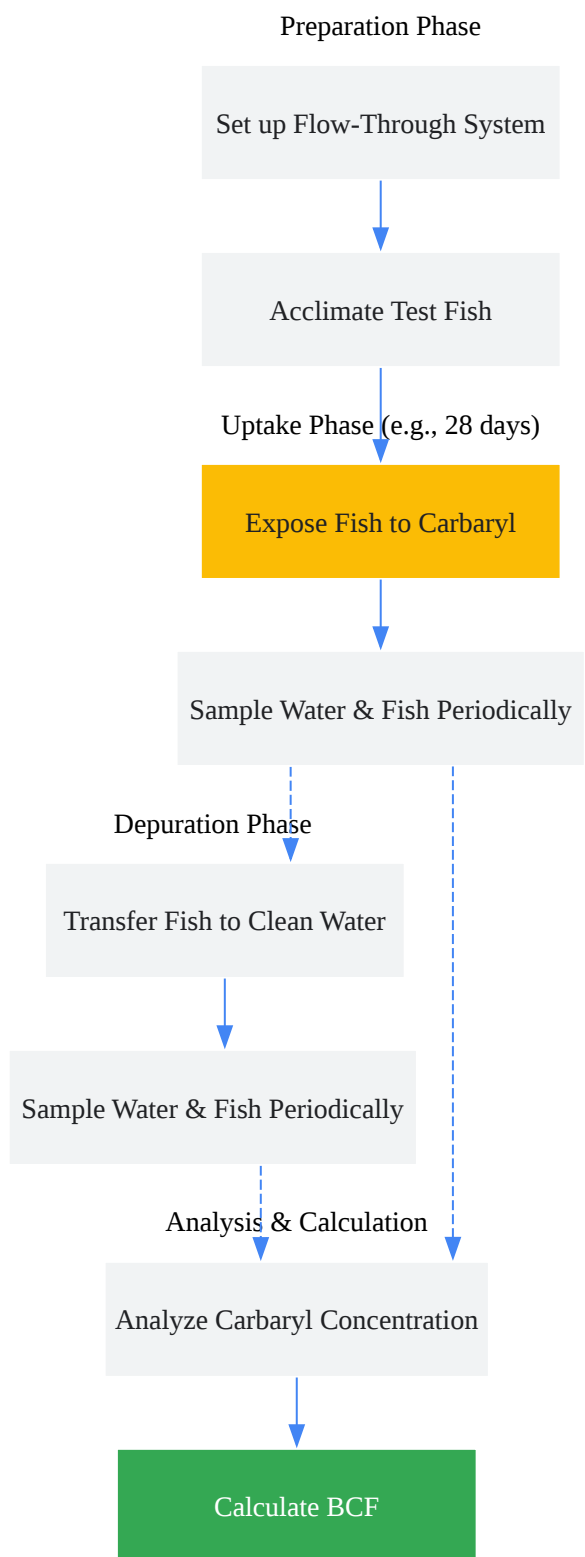 Preparation Phase
Set up Flow-Through System
Acclimate Test Fish
Uptake Phase (e.g., 28 days)
Expose Fish to Carbaryl
Sample Water & Fish Periodically
Depuration Phase
Transfer Fish to Clean Water
Sample Water & Fish Periodically
Analysis & Calculation
Analyze Carbaryl Concentration
Calculate BCF